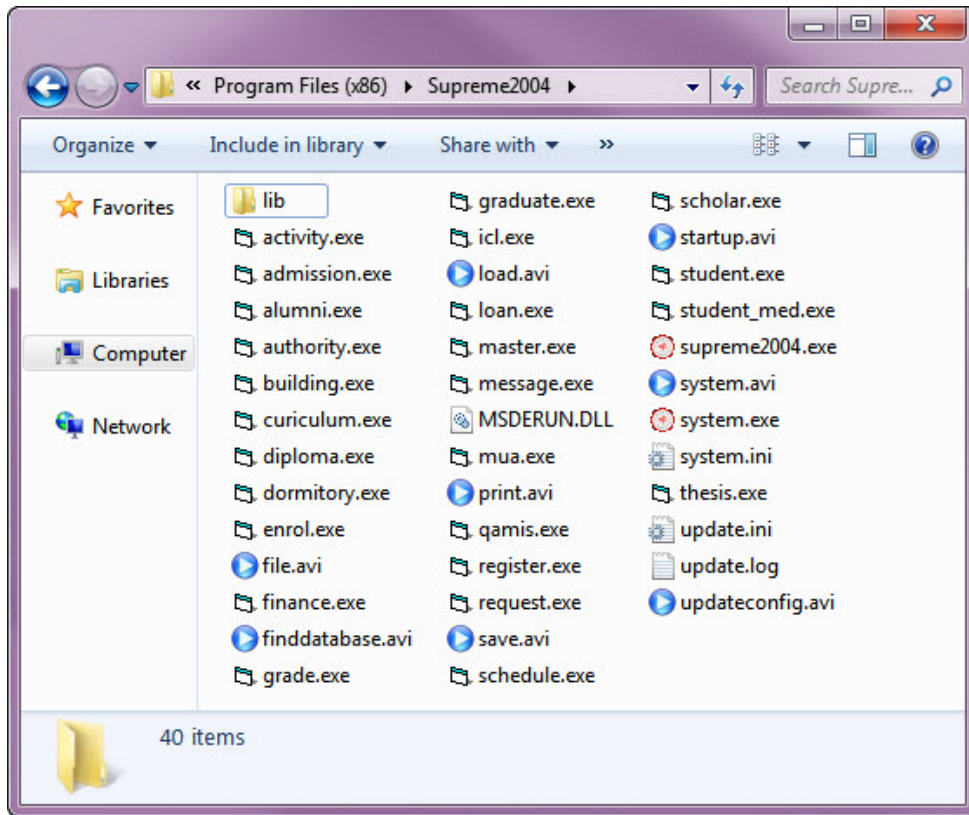 « Program Files (x86) Supreme2004
Search Supre...
Organize Include in library Share with »
Favorites
Libraries
Computer
Network
lib
activity.exe
admission.exe
alumni.exe
authority.exe
building.exe
curiculum.exe
diploma.exe
dormitory.exe
enrol.exe
file.avi
finance.exe
finddatabase.avi
grade.exe
graduate.exe
icl.exe
load.avi
loan.exe
master.exe
message.exe
MSDERUN.DLL
mua.exe
print.avi
qamis.exe
register.exe
request.exe
save.avi
schedule.exe
scholar.exe
startup.avi
student.exe
student_med.exe
supreme2004.exe
system.avi
system.exe
system.ini
thesis.exe
update.ini
update.log
updateconfig.avi
40 items